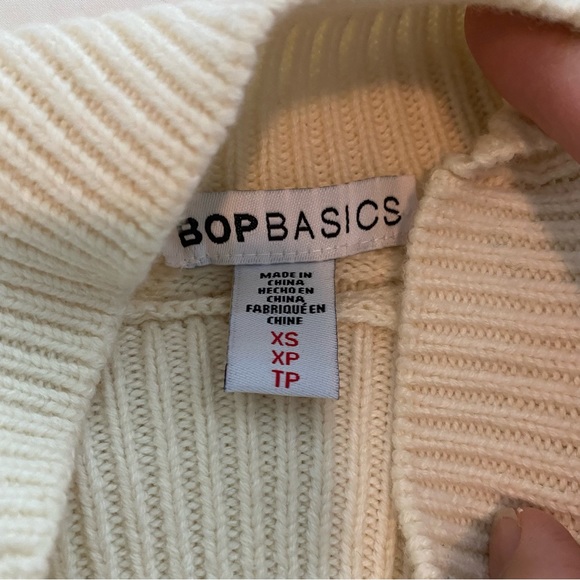 BOPBASICS
MADE IN
CHINA
HECHO EN
CHINA
FABRIQUÉ EN
CHINE
XS
XP
TP